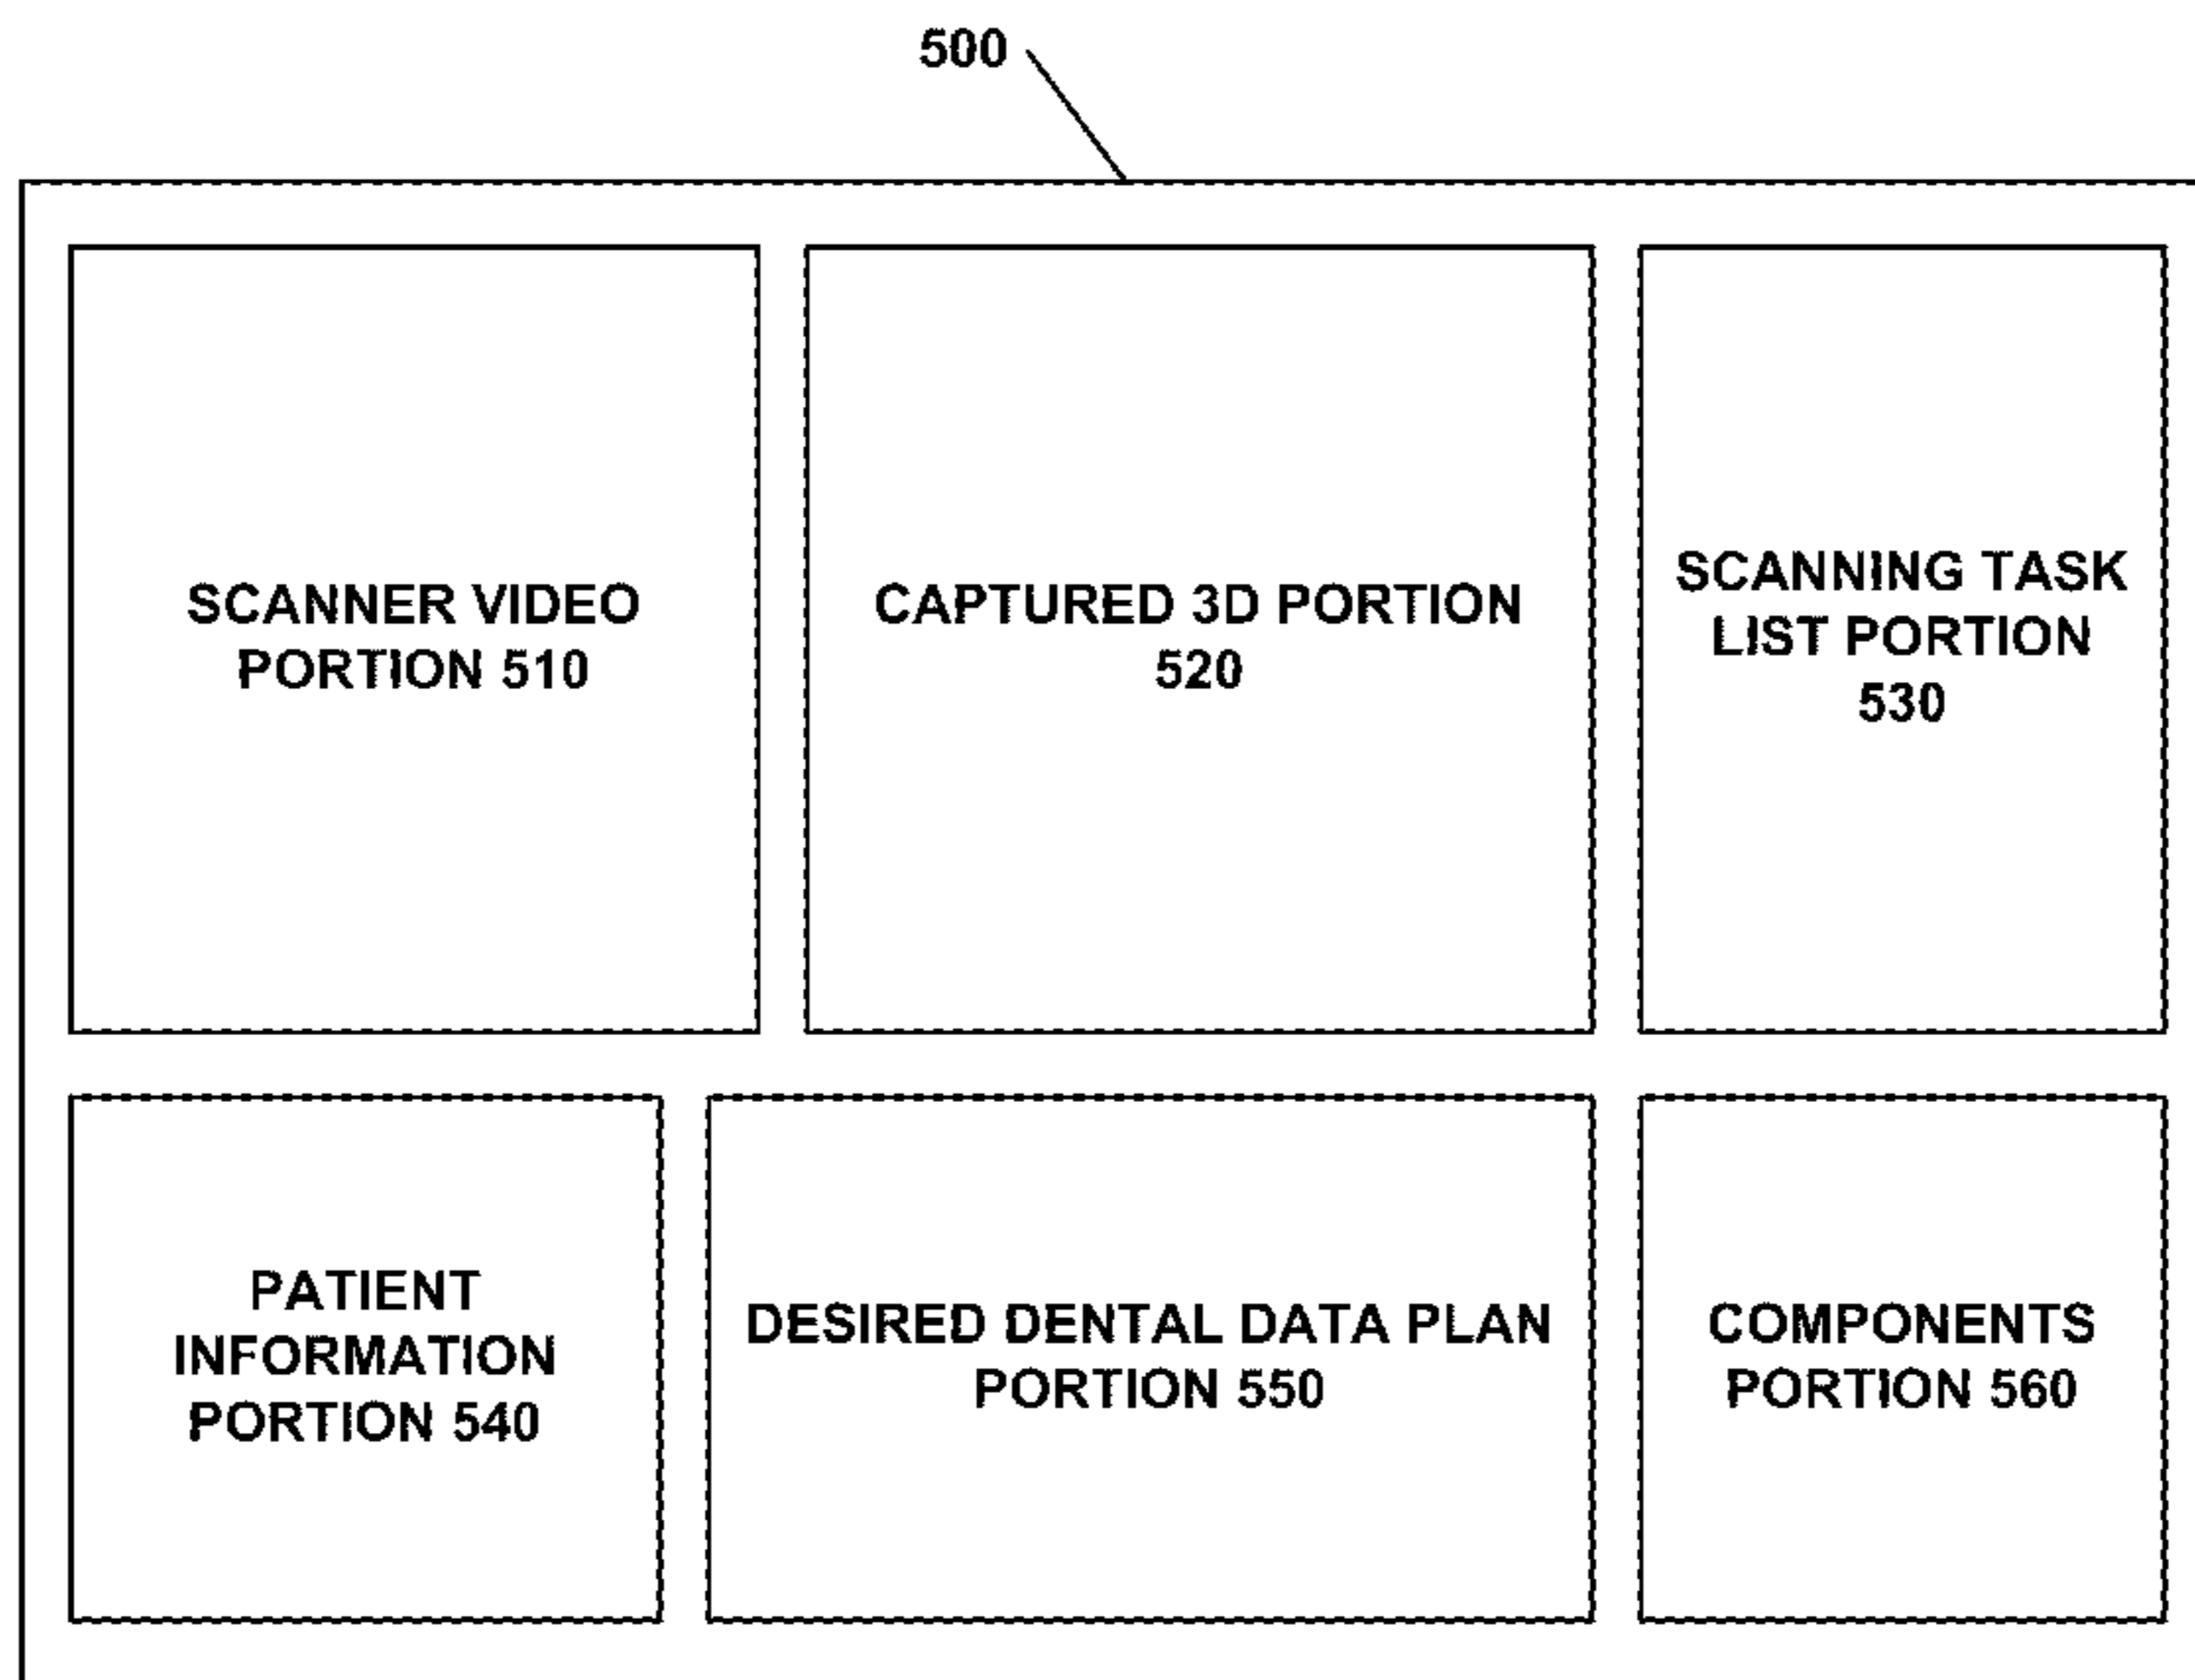 500
SCANNER VIDEO
PORTION 510
CAPTURED 3D PORTION
520
SCANNING TASK
LIST PORTION
530
PATIENT
INFORMATION
PORTION 540
DESIRED DENTAL DATA PLAN
PORTION 550
COMPONENTS
PORTION 560